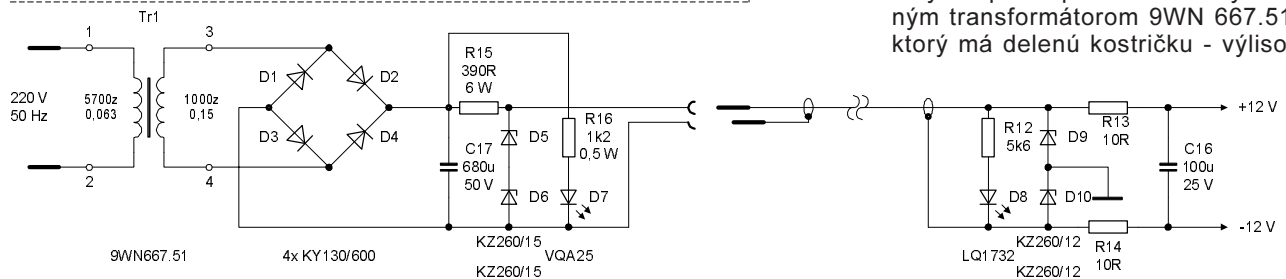 ným transformátorom 9WN 667.51
ktorý má delenú kostričku - výliso
Tr1
1
3
220 V
50 Hz
5700z
0,063
1000z
0,15
2
4
9WN667.51
D1
D2
D3
D4
4x KY130/600
R15
390R
6 W
C17
680u
50 V
D5
D6
KZ260/15
KZ260/15
R16
1k2
0,5 W
D7
VQA25
R12
5k6
D8
LQ1732
D9
D10
KZ260/12
KZ260/12
R13
10R
R14
10R
C16
100u
25 V
+12 V
-12 V